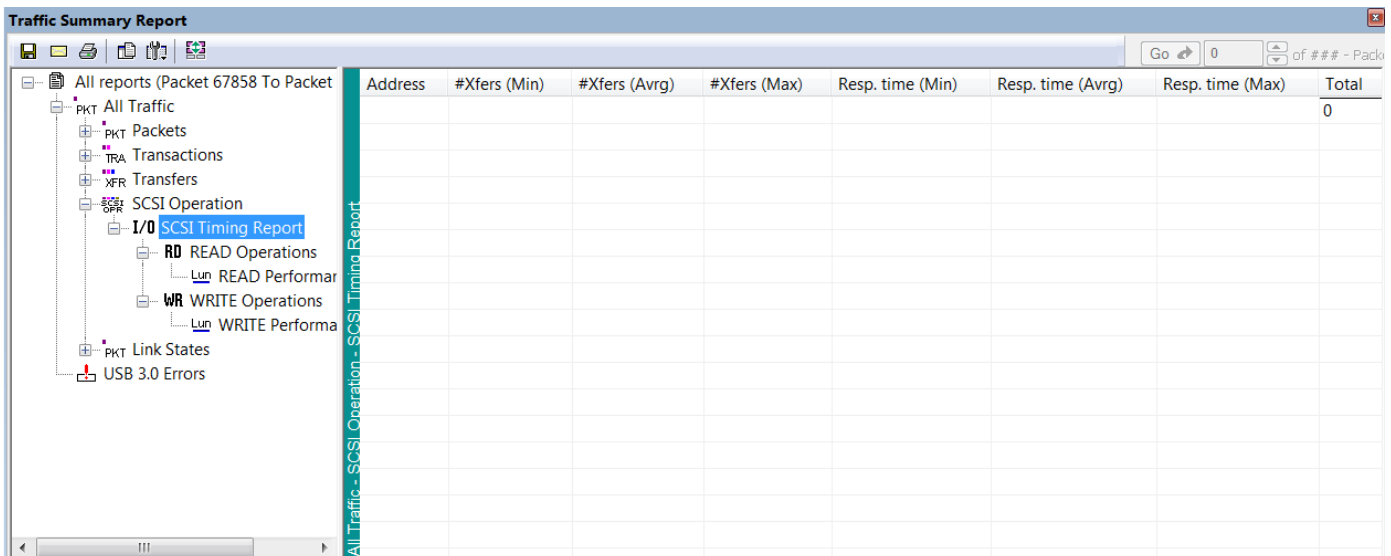 Traffic Summary Report
Go 0 of ### - Pack
All reports (Packet 67858 To Packet
PKT All Traffic
PKT Packets
TRA Transactions
XFR Transfers
SCSI OPR SCSI Operation
I/O SCSI Timing Report
RD READ Operations
Lun READ Performan
WR WRITE Operations
Lun WRITE Performa
PKT Link States
USB 3.0 Errors
All Traffic - SCSI Operation - SCSI Timing Report
Address #Xfers (Min) #Xfers (Avrg) #Xfers (Max) Resp. time (Min) Resp. time (Avrg) Resp. time (Max) Total
0